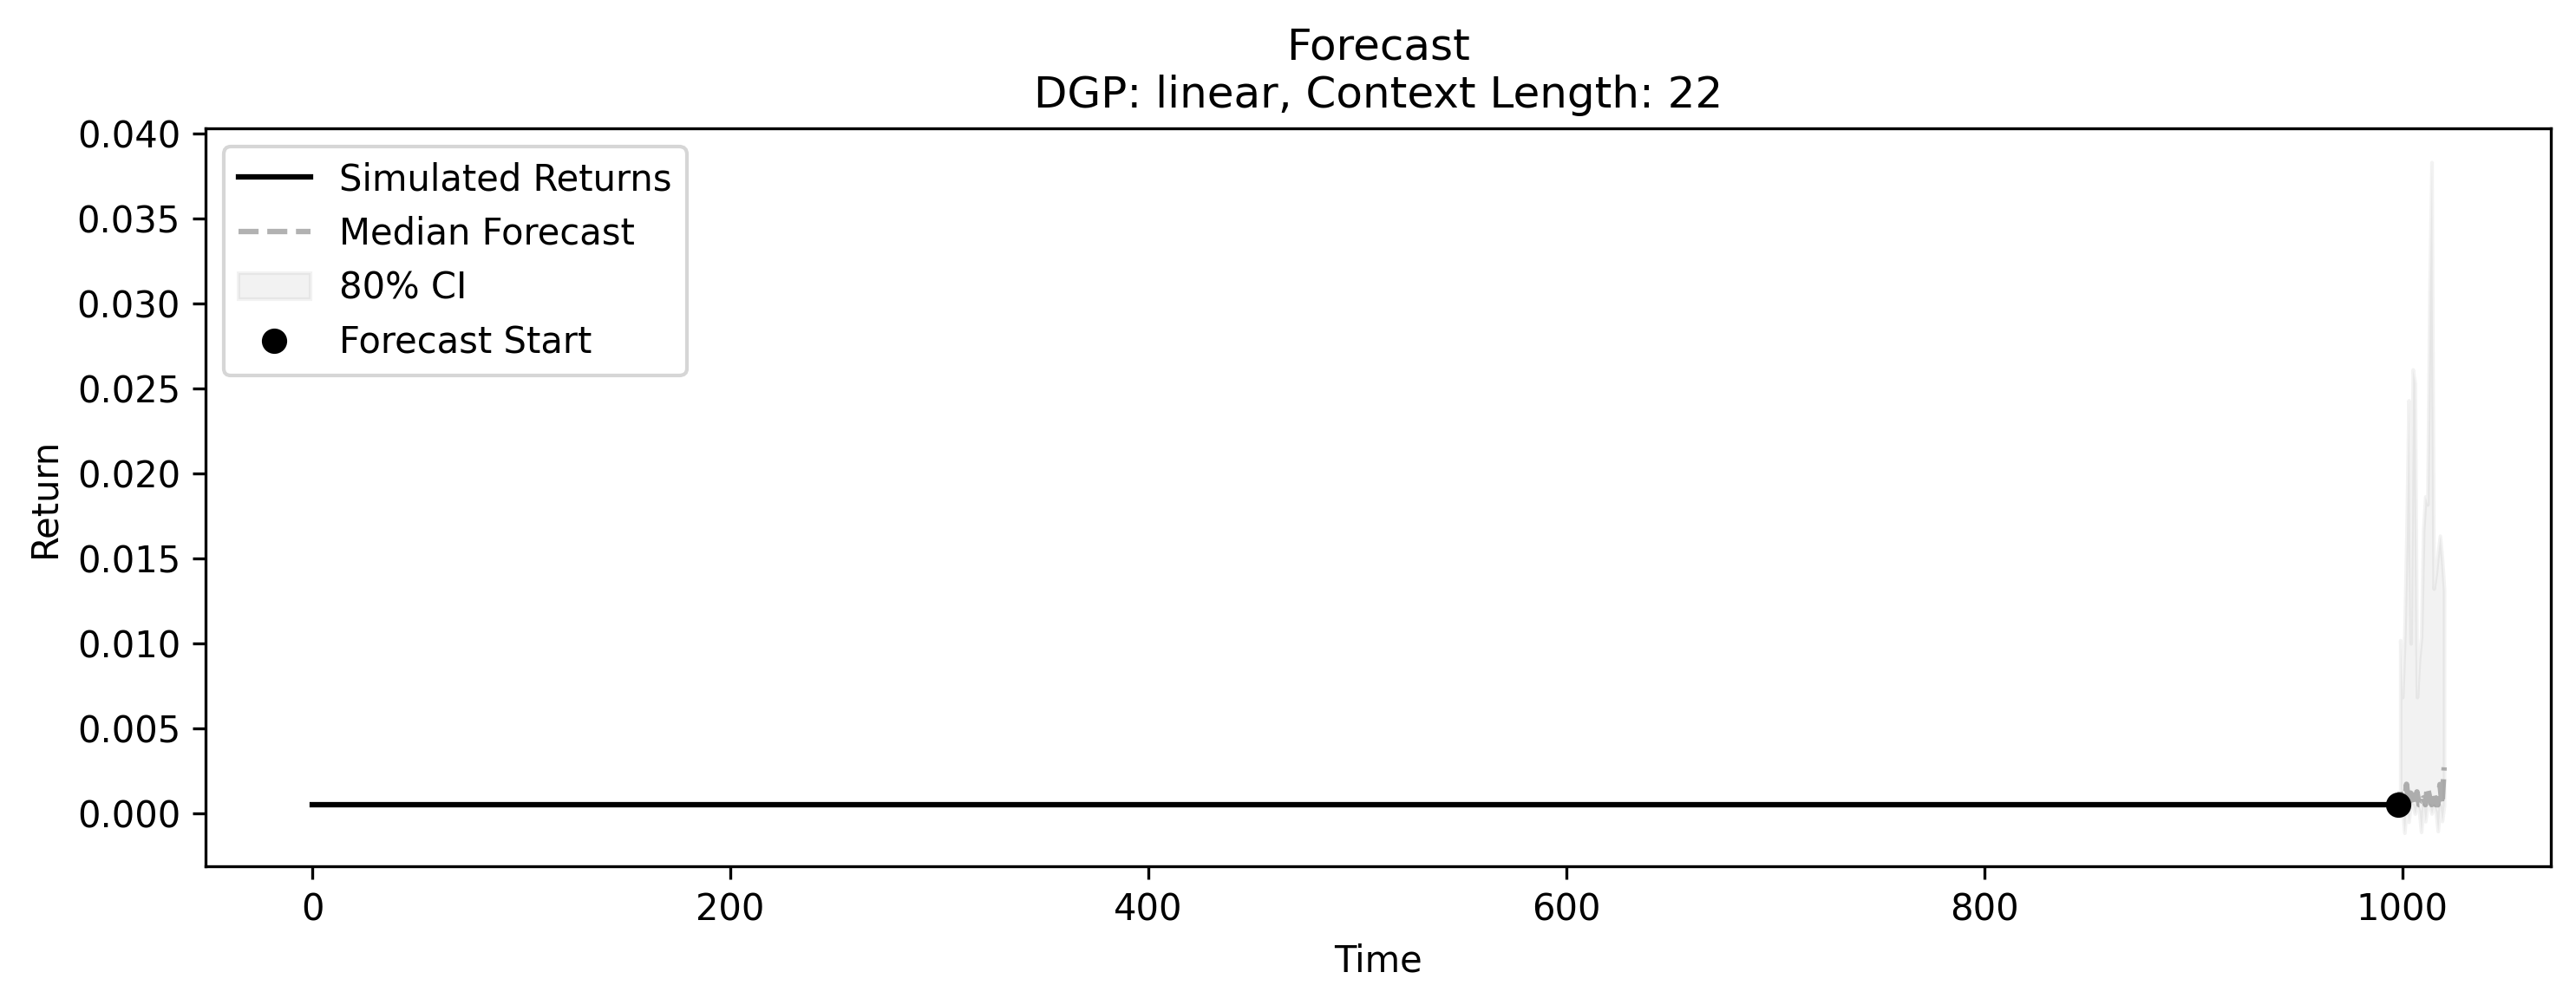 Forecast
DGP: linear, Context Length: 22
0.040
0.035
0.030
0.025
0.020
0.015
0.010
0.005
0.000
Return
Simulated Returns
Median Forecast
80% CI
Forecast Start
0 200 400 600 800 1000
Time